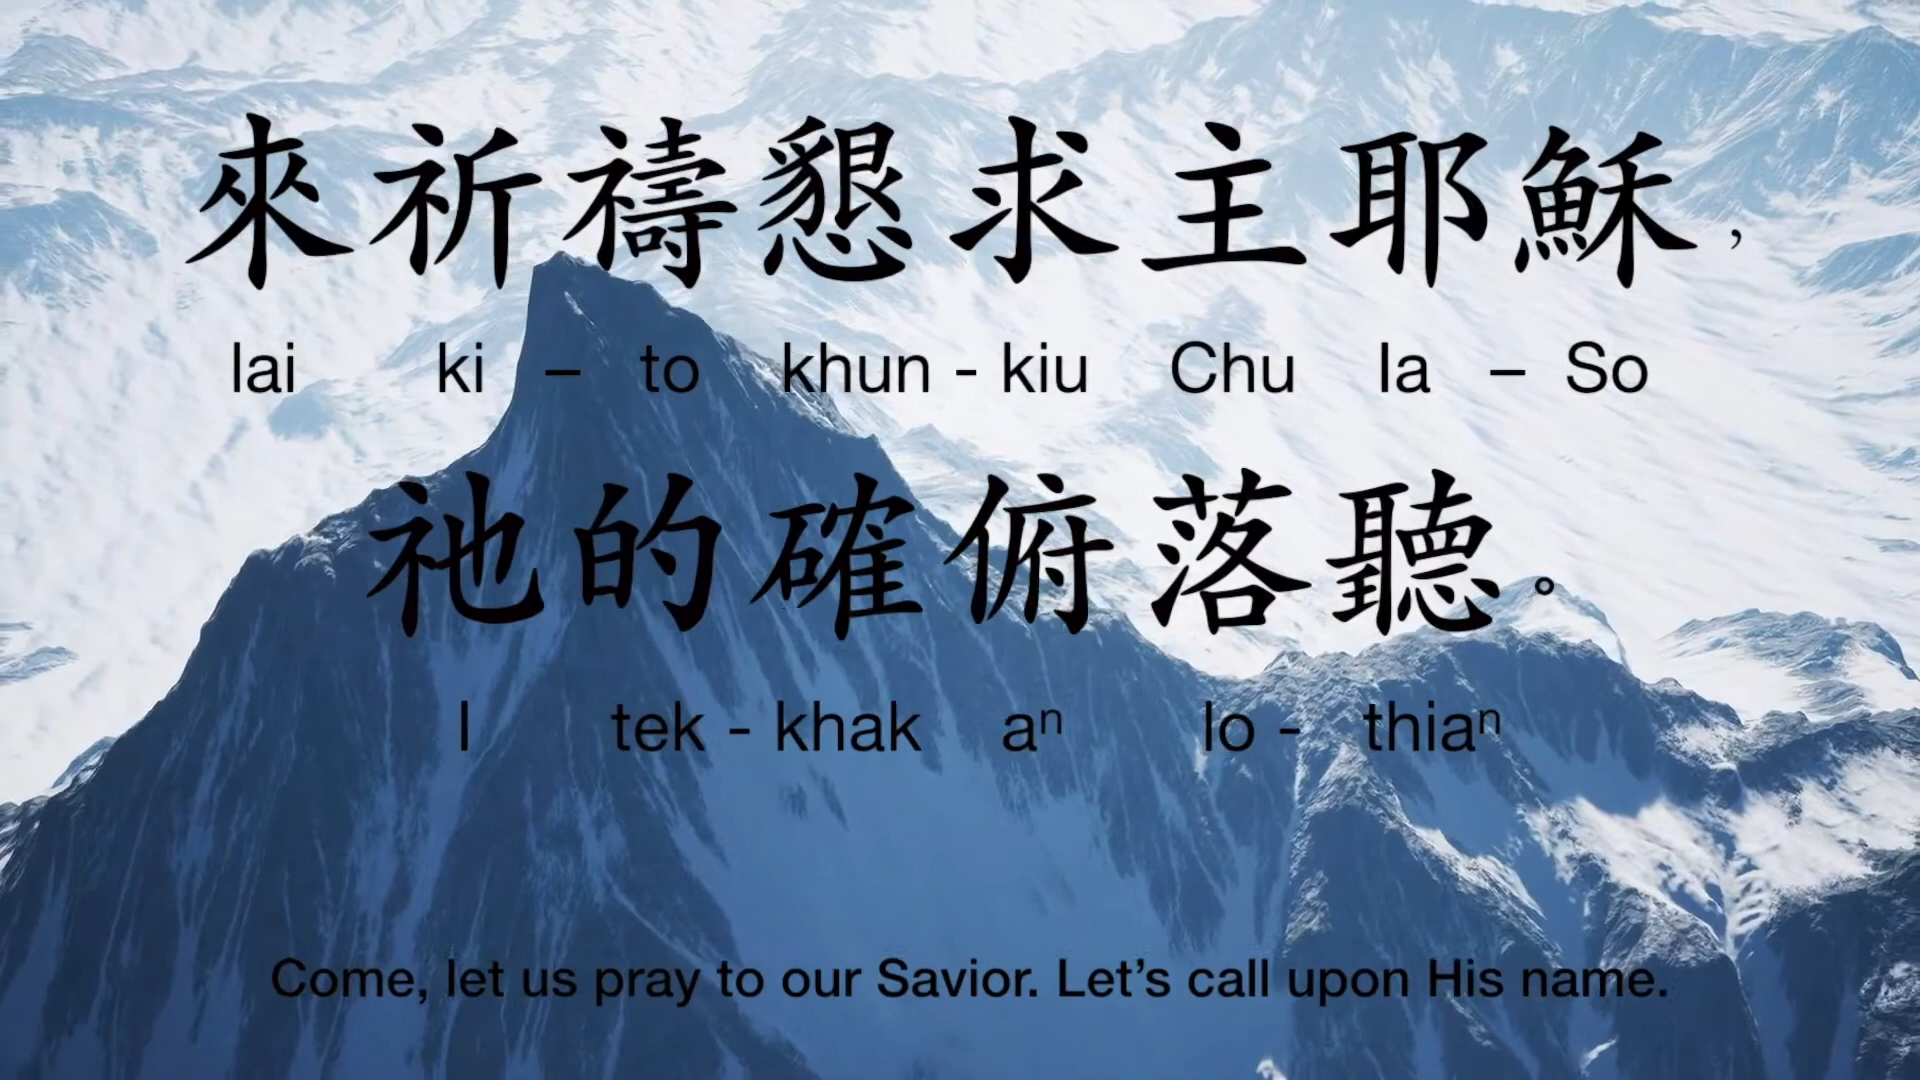 來祈禱懇求主耶穌，
lai ki – to khun - kiu Chu Ia – So
祂的確俯落聽。
I tek - khak aⁿ lo - thiaⁿ
Come, let us pray to our Savior. Let’s call upon His name.